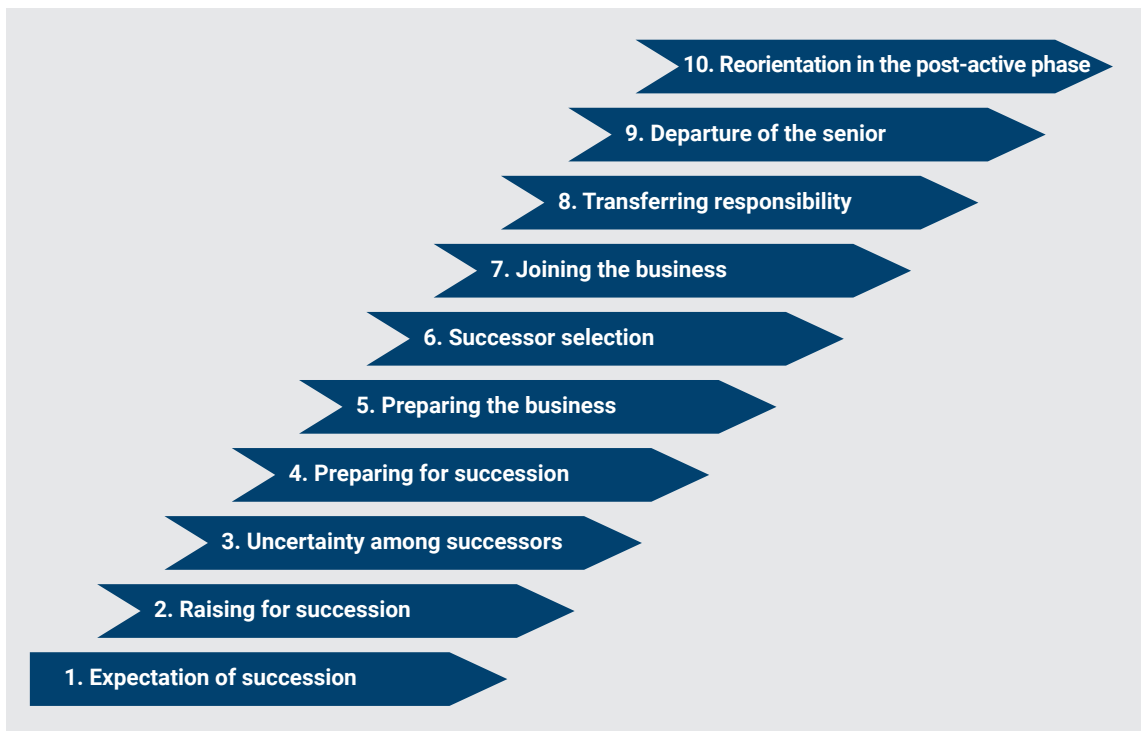 10. Reorientation in the post-active phase
9. Departure of the senior
8. Transferring responsibility
7. Joining the business
6. Successor selection
5. Preparing the business
4. Preparing for succession
3. Uncertainty among successors
2. Raising for succession
1. Expectation of succession